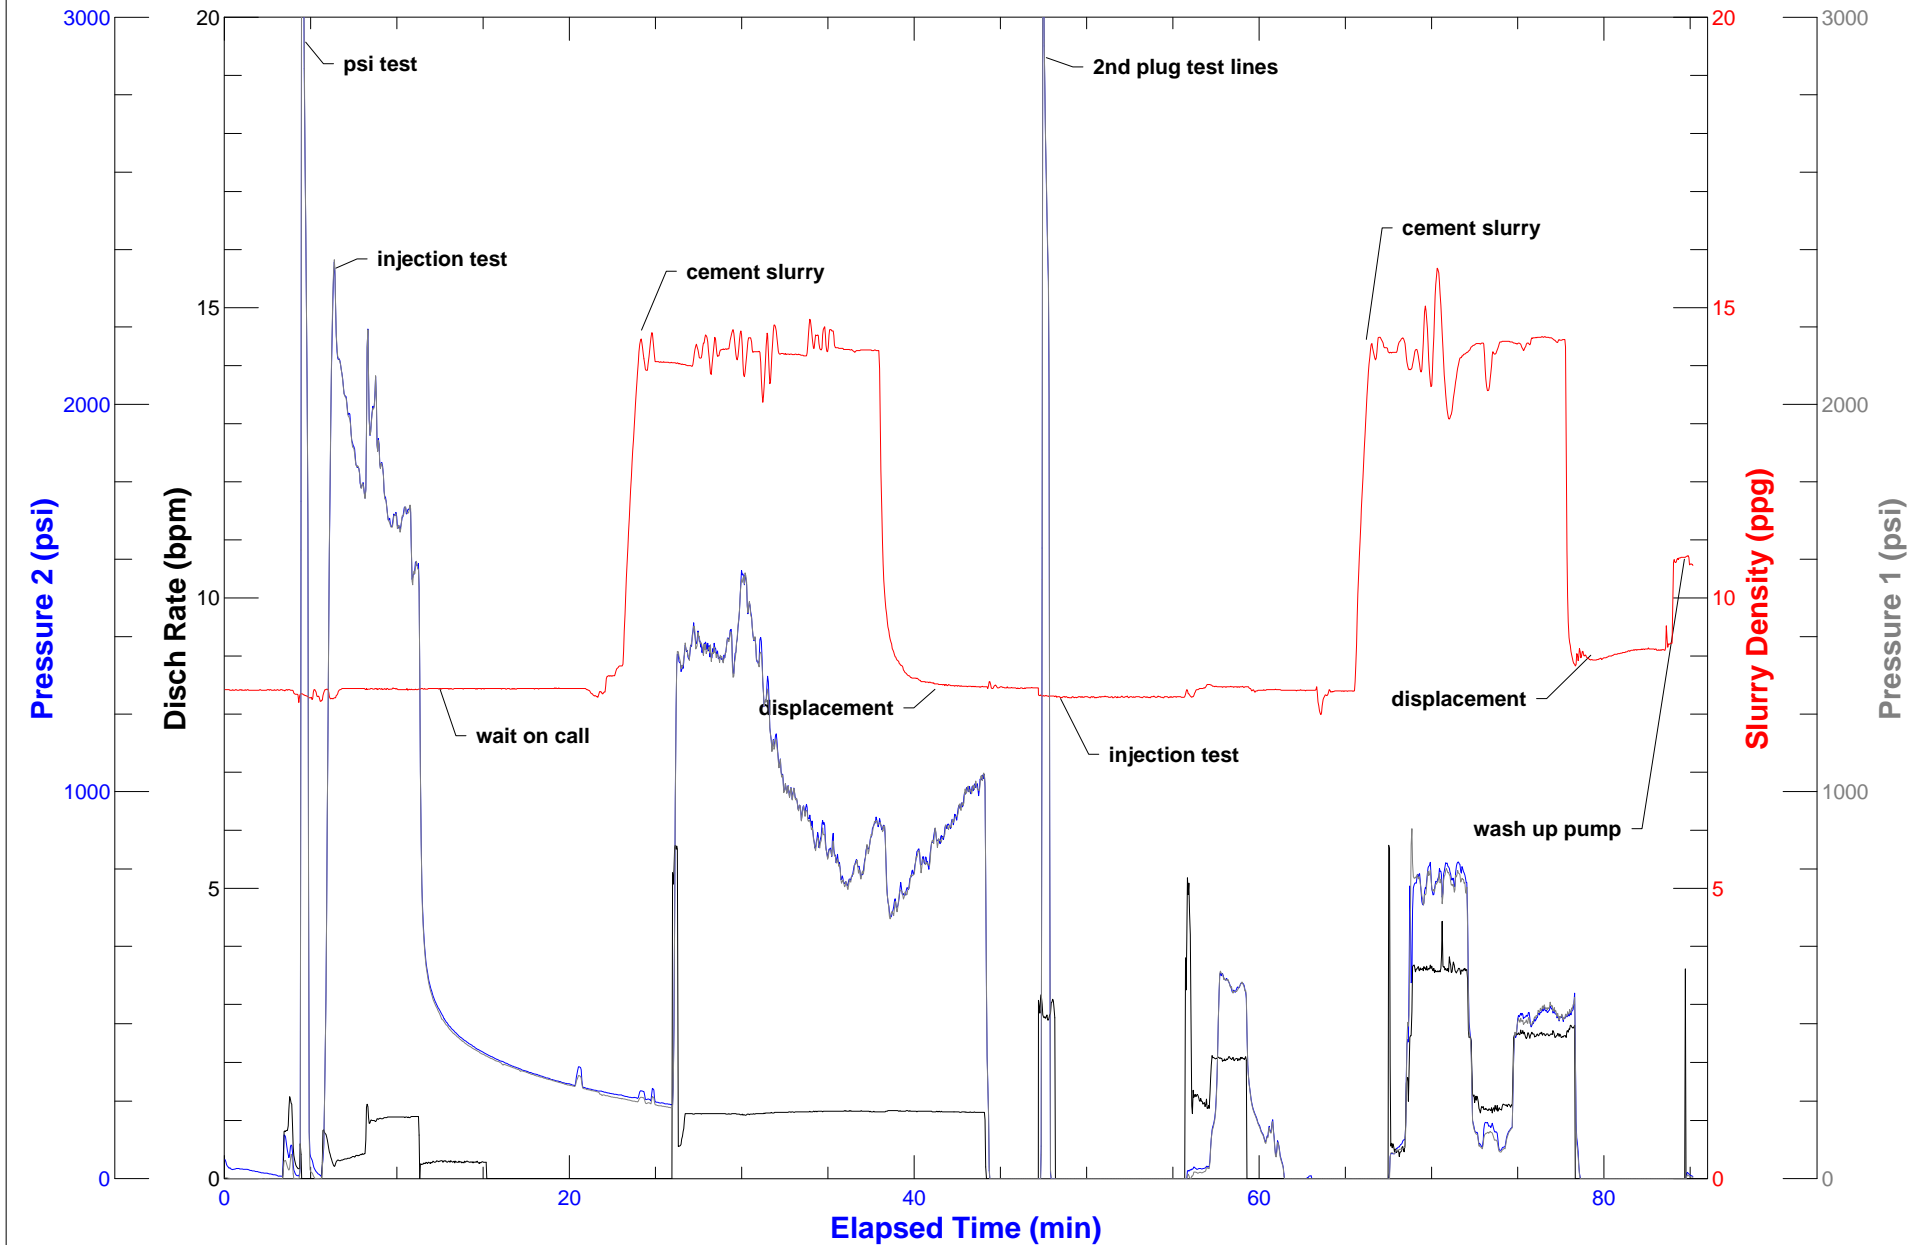 3000
20
20
3000
psi test
2nd plug test lines
cement slurry
injection test
cement slurry
15
15
2000
2000
10
10
wait on call
displacement
displacement
injection test
1000
1000
wash up pump
5
5
0
0
0
0
0
20
40
60
80
Pressure 2 (psi)
Disch Rate (bpm)
Slurry Density (ppg)
Pressure 1 (psi)
Elapsed Time (min)